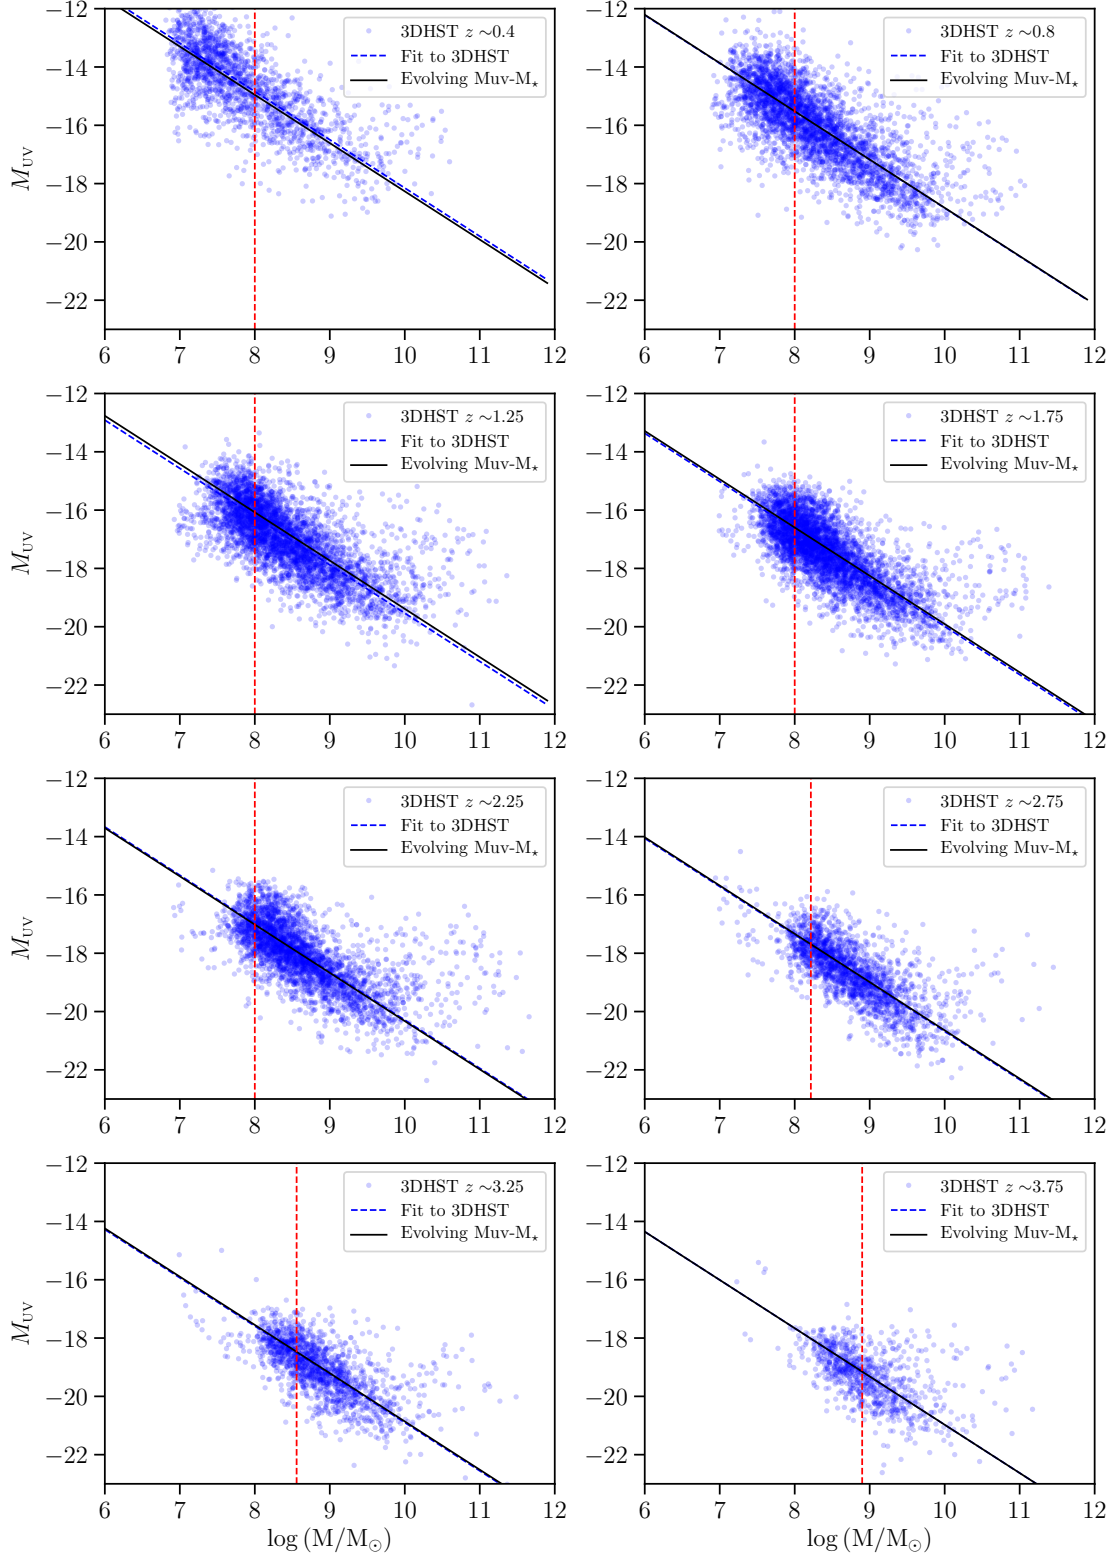 −12
−14
−16
−18
−20
−22
M_UV
6 7 8 9 10 11 12
3DHST z ∼0.4
Fit to 3DHST
Evolving Muv-M⋆
−12
−14
−16
−18
−20
−22
6 7 8 9 10 11 12
3DHST z ∼0.8
Fit to 3DHST
Evolving Muv-M⋆
−12
−14
−16
−18
−20
−22
M_UV
6 7 8 9 10 11 12
3DHST z ∼1.25
Fit to 3DHST
Evolving Muv-M⋆
−12
−14
−16
−18
−20
−22
6 7 8 9 10 11 12
3DHST z ∼1.75
Fit to 3DHST
Evolving Muv-M⋆
−12
−14
−16
−18
−20
−22
M_UV
6 7 8 9 10 11 12
3DHST z ∼2.25
Fit to 3DHST
Evolving Muv-M⋆
−12
−14
−16
−18
−20
−22
6 7 8 9 10 11 12
3DHST z ∼2.75
Fit to 3DHST
Evolving Muv-M⋆
−12
−14
−16
−18
−20
−22
M_UV
6 7 8 9 10 11 12
log (M/M⊙)
3DHST z ∼3.25
Fit to 3DHST
Evolving Muv-M⋆
−12
−14
−16
−18
−20
−22
6 7 8 9 10 11 12
log (M/M⊙)
3DHST z ∼3.75
Fit to 3DHST
Evolving Muv-M⋆